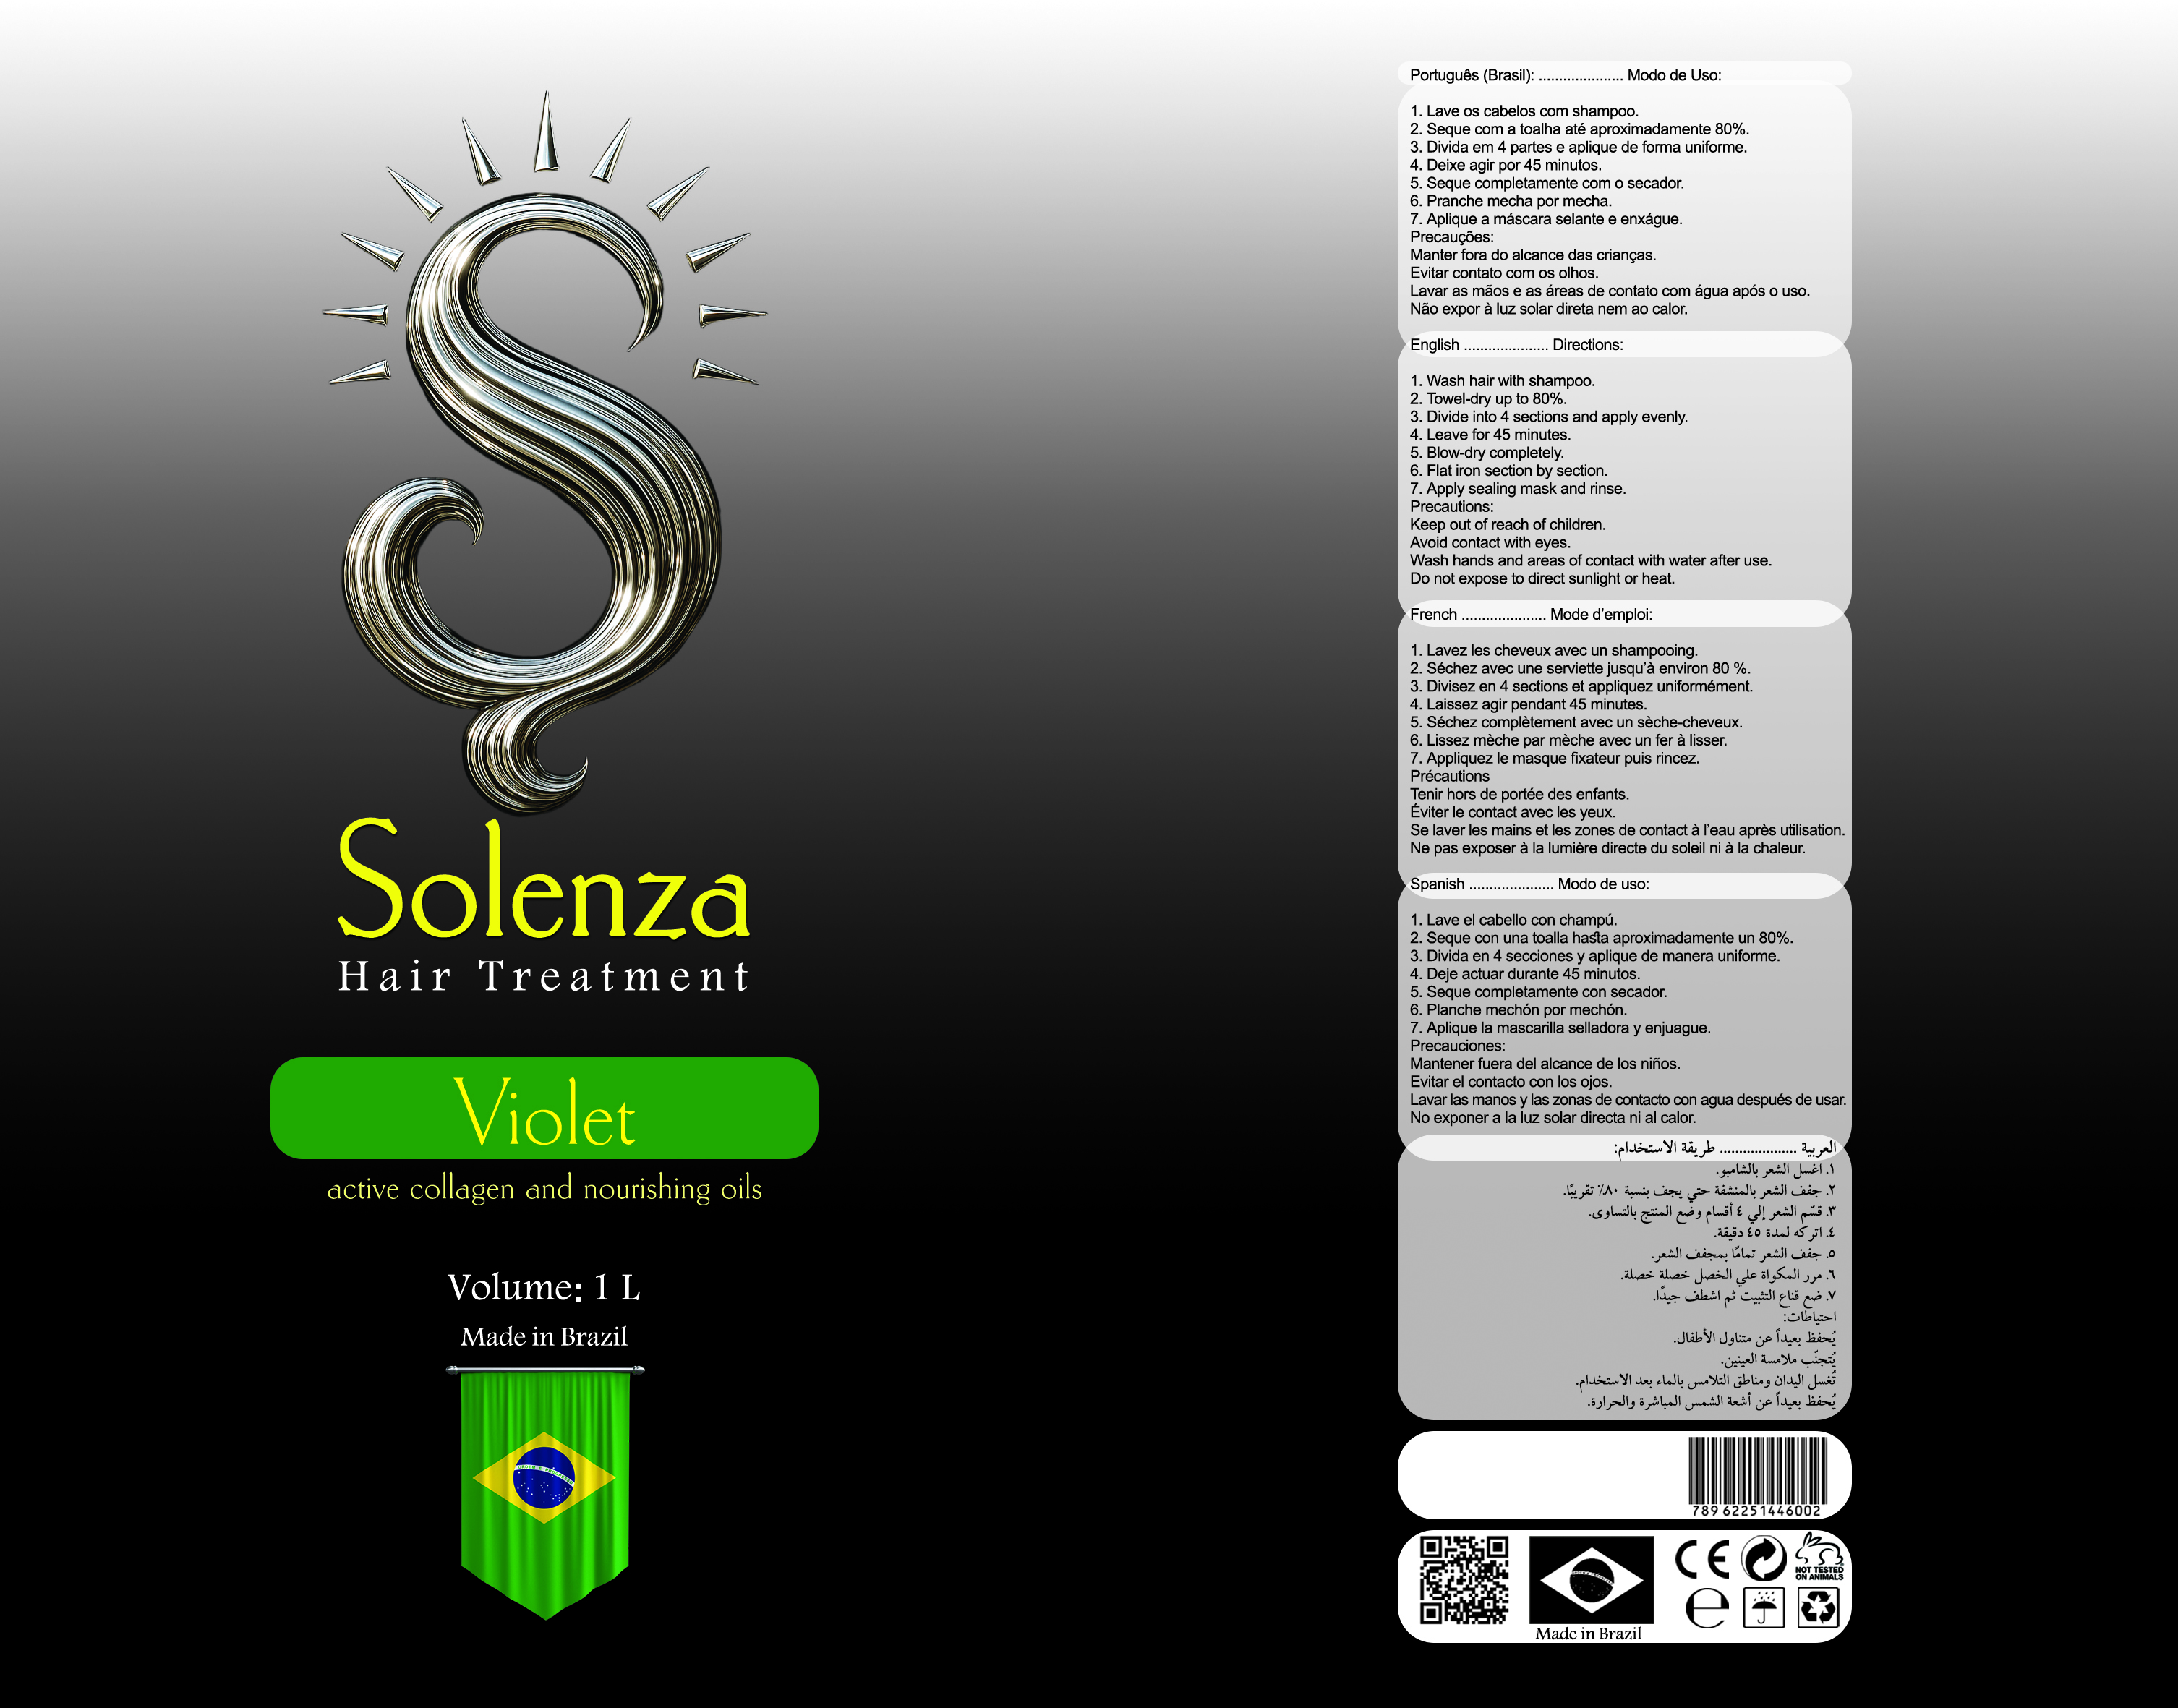 Solenza
Hair Treatment
Violet
active collagen and nourishing oils
Volume: 1 L
Made in Brazil
Português (Brasil): ..................... Modo de Uso:
1. Lave os cabelos com shampoo.
2. Seque com a toalha até aproximadamente 80%.
3. Divida em 4 partes e aplique de forma uniforme.
4. Deixe agir por 45 minutos.
5. Seque completamente com o secador.
6. Pranche mecha por mecha.
7. Aplique a máscara selante e enxágue.
Precauções:
Manter fora do alcance das crianças.
Evitar contato com os olhos.
Lavar as mãos e as áreas de contato com água após o uso.
Não expor à luz solar direta nem ao calor.
English ..................... Directions:
1. Wash hair with shampoo.
2. Towel-dry up to 80%.
3. Divide into 4 sections and apply evenly.
4. Leave for 45 minutes.
5. Blow-dry completely.
6. Flat iron section by section.
7. Apply sealing mask and rinse.
Precautions:
Keep out of reach of children.
Avoid contact with eyes.
Wash hands and areas of contact with water after use.
Do not expose to direct sunlight or heat.
French ..................... Mode d’emploi:
1. Lavez les cheveux avec un shampooing.
2. Séchez avec une serviette jusqu’à environ 80 %.
3. Divisez en 4 sections et appliquez uniformément.
4. Laissez agir pendant 45 minutes.
5. Séchez complètement avec un sèche-cheveux.
6. Lissez mèche par mèche avec un fer à lisser.
7. Appliquez le masque fixateur puis rincez.
Précautions
Tenir hors de portée des enfants.
Éviter le contact avec les yeux.
Se laver les mains et les zones de contact à l’eau après utilisation.
Ne pas exposer à la lumière directe du soleil ni à la chaleur.
Spanish ..................... Modo de uso:
1. Lave el cabello con champú.
2. Seque con una toalla hasta aproximadamente un 80%.
3. Divida en 4 secciones y aplique de manera uniforme.
4. Deje actuar durante 45 minutos.
5. Seque completamente con secador.
6. Planche mechón por mechón.
7. Aplique la mascarilla selladora y enjuague.
Precauciones:
Mantener fuera del alcance de los niños.
Evitar el contacto con los ojos.
Lavar las manos y las zonas de contacto con agua después de usar.
No exponer a la luz solar directa ni al calor.
العربية .................... طريقة الاستخدام:
١. اغسل الشعر بالشامبو.
٢. جفف الشعر بالمنشفة حتي يجف بنسبة ٨٠٪ تقريبًا.
٣. قسّم الشعر إلي ٤ أقسام وضع المنتج بالتساوى.
٤. اتركه لمدة ٤٥ دقيقة.
٥. جفف الشعر تمامًا بمجفف الشعر.
٦. مرر المكواة علي الخصل خصلة خصلة.
٧. ضع قناع التثبيت ثم اشطف جيدًا.
احتياطات:
يُحفظ بعيداً عن متناول الأطفال.
يُتجنّب ملامسة العينين.
تُغسل اليدان ومناطق التلامس بالماء بعد الاستخدام.
يُحفظ بعيداً عن أشعة الشمس المباشرة والحرارة.
789 62251446002
CE
NOT TESTED
ON ANIMALS
e
Made in Brazil